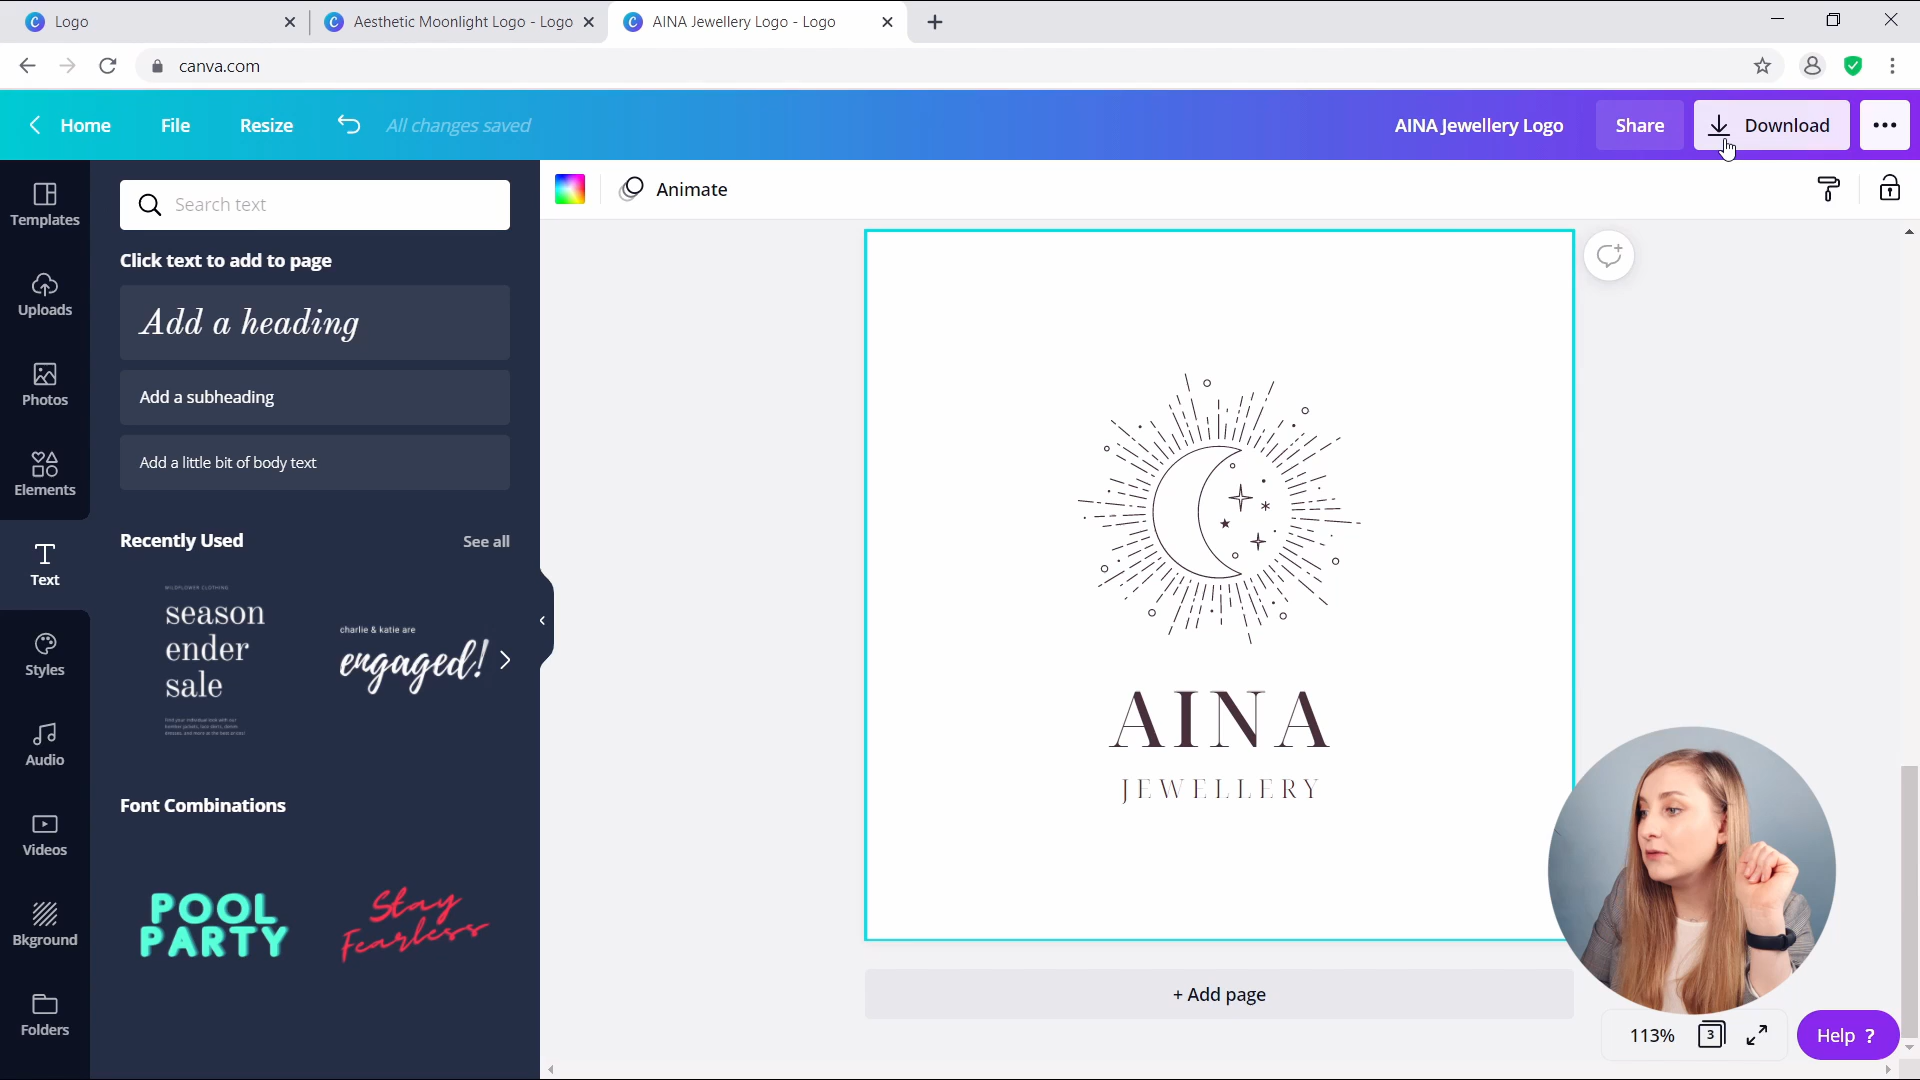 Logo
Aesthetic Moonlight Logo - Logo
AINA Jewellery Logo - Logo
canva.com
Home
File
Resize
All changes saved
AINA Jewellery Logo
Share
Download
Templates
Uploads
Photos
Elements
Text
Styles
Audio
Videos
Bkground
Folders
Search text
Click text to add to page
Add a heading
Add a subheading
Add a little bit of body text
Recently Used
See all
WILDFLOWER CLOTHING
season
ender
sale
charlie & katie are
engaged!
Font Combinations
POOL
PARTY
Stay
Fearless
Animate
AINA
JEWELLERY
+ Add page
113%
3
Help ?